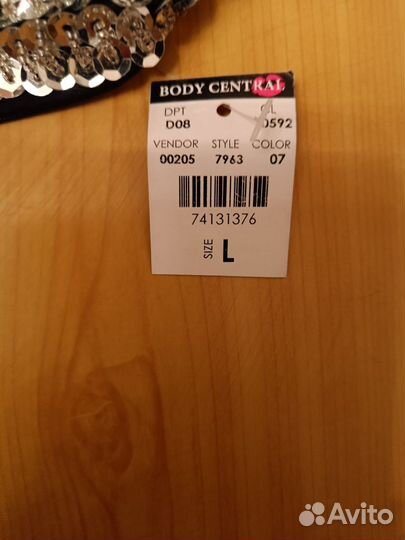 BODY CENTRAL
DPT CL
D08 0592
VENDOR STYLE COLOR
00205 7963 07
74131376
SIZE L
Avito